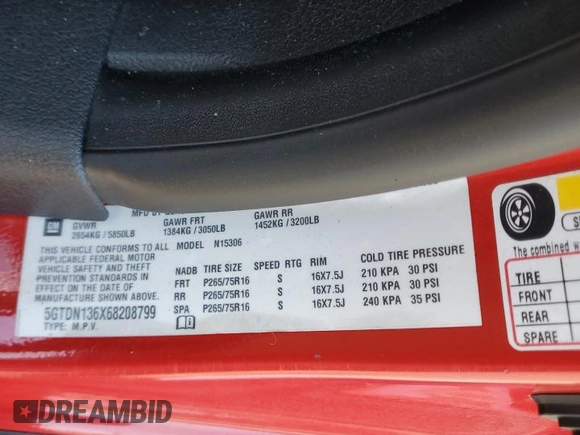 MFD BY
GM
GVWR
2654KG / 5850LB
GAWR FRT
1384KG / 3050LB
GAWR RR
1452KG / 3200LB
THIS VEHICLE CONFORMS TO ALL
APPLICABLE FEDERAL MOTOR
VEHICLE SAFETY AND THEFT
PREVENTION STANDARDS IN
EFFECT ON THE DATE OF
MANUFACTURE SHOWN ABOVE.
5GTDN136X68208799
TYPE: M.P.V.
MODEL N15306
NADB TIRE SIZE SPEED RTG RIM COLD TIRE PRESSURE
FRT P265/75R16 S 16X7.5J 210 KPA 30 PSI
RR P265/75R16 S 16X7.5J 210 KPA 30 PSI
SPA P265/75R16 S 16X7.5J 240 KPA 35 PSI
The combined w
TIRE
FRONT
REAR
SPARE
DREAMBID